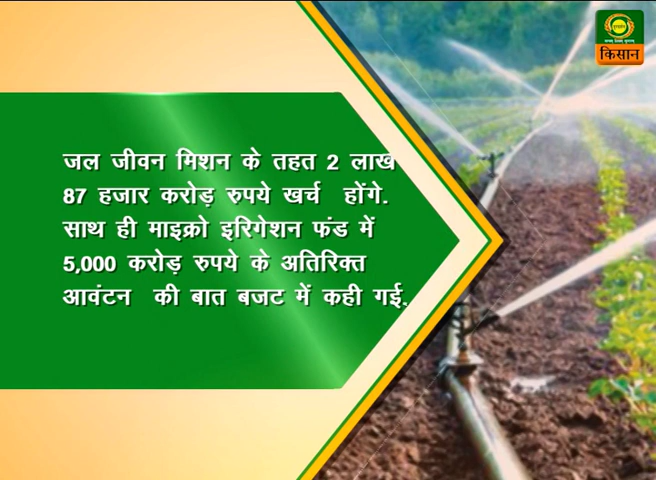 किसान
जल जीवन मिशन के तहत 2 लाख
87 हजार करोड़ रुपये खर्च होंगे.
साथ ही माइक्रो इरिगेशन फंड में
5,000 करोड़ रुपये के अतिरिक्त
आवंटन की बात बजट में कही गई.